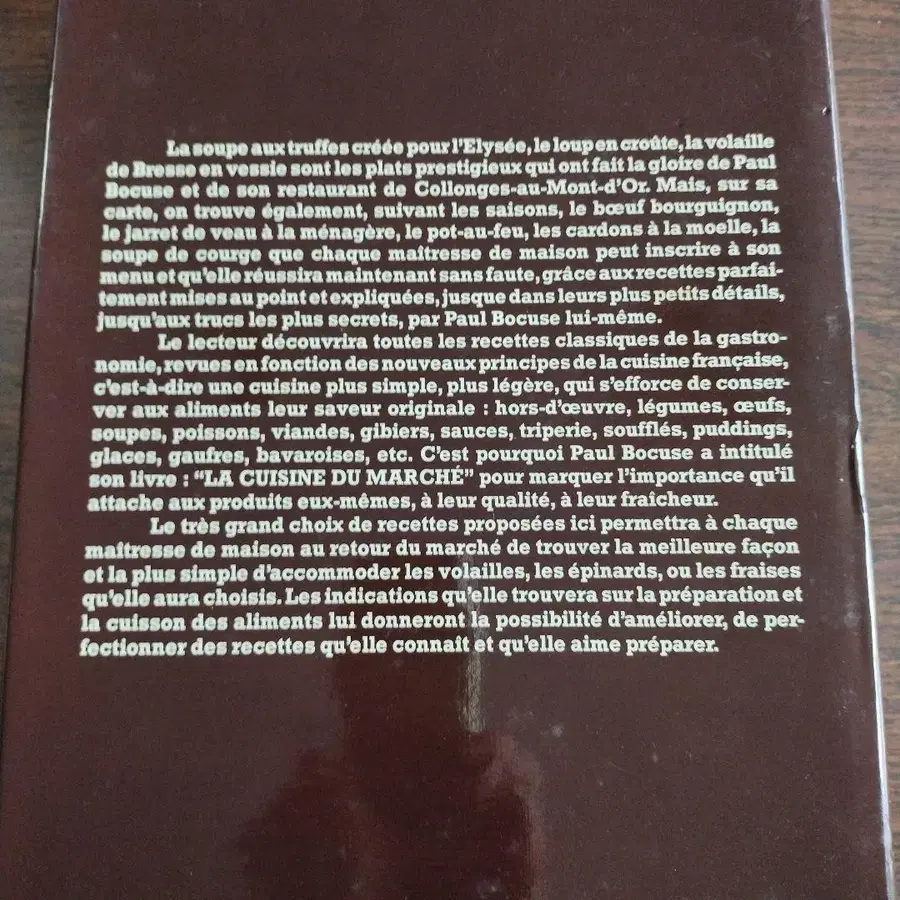 La soupe aux truffes créée pour l'Elysée, le loup en croûte, la volaille
de Bresse en vessie sont les plats prestigieux qui ont fait la gloire de Paul
Bocuse et de son restaurant de Collonges-au-Mont-d'Or. Mais, sur sa
carte, on trouve également, suivant les saisons, le bœuf bourguignon,
le jarret de veau à la ménagère, le pot-au-feu, les cardons à la moelle, la
soupe de courge que chaque maîtresse de maison peut inscrire à son
menu et qu'elle réussira maintenant sans faute, grâce aux recettes parfai-
tement mises au point et expliquées, jusque dans leurs plus petits détails,
jusqu'aux trucs les plus secrets, par Paul Bocuse lui-même.
Le lecteur découvrira toutes les recettes classiques de la gastro-
nomie, revues en fonction des nouveaux principes de la cuisine française,
c'est-à-dire une cuisine plus simple, plus légère, qui s'efforce de conser-
ver aux aliments leur saveur originale : hors-d'œuvre, légumes, œufs,
soupes, poissons, viandes, gibiers, sauces, triperie, soufflés, puddings,
glaces, gaufres, bavaroises, etc. C'est pourquoi Paul Bocuse a intitulé
son livre : "LA CUISINE DU MARCHÉ" pour marquer l'importance qu'il
attache aux produits eux-mêmes, à leur qualité, à leur fraîcheur.
Le très grand choix de recettes proposées ici permettra à chaque
maîtresse de maison au retour du marché de trouver la meilleure façon
et la plus simple d'accommoder les volailles, les épinards, ou les fraises
qu'elle aura choisis. Les indications qu'elle trouvera sur la préparation et
la cuisson des aliments lui donneront la possibilité d'améliorer, de per-
fectionner des recettes qu'elle connaît et qu'elle aime préparer.